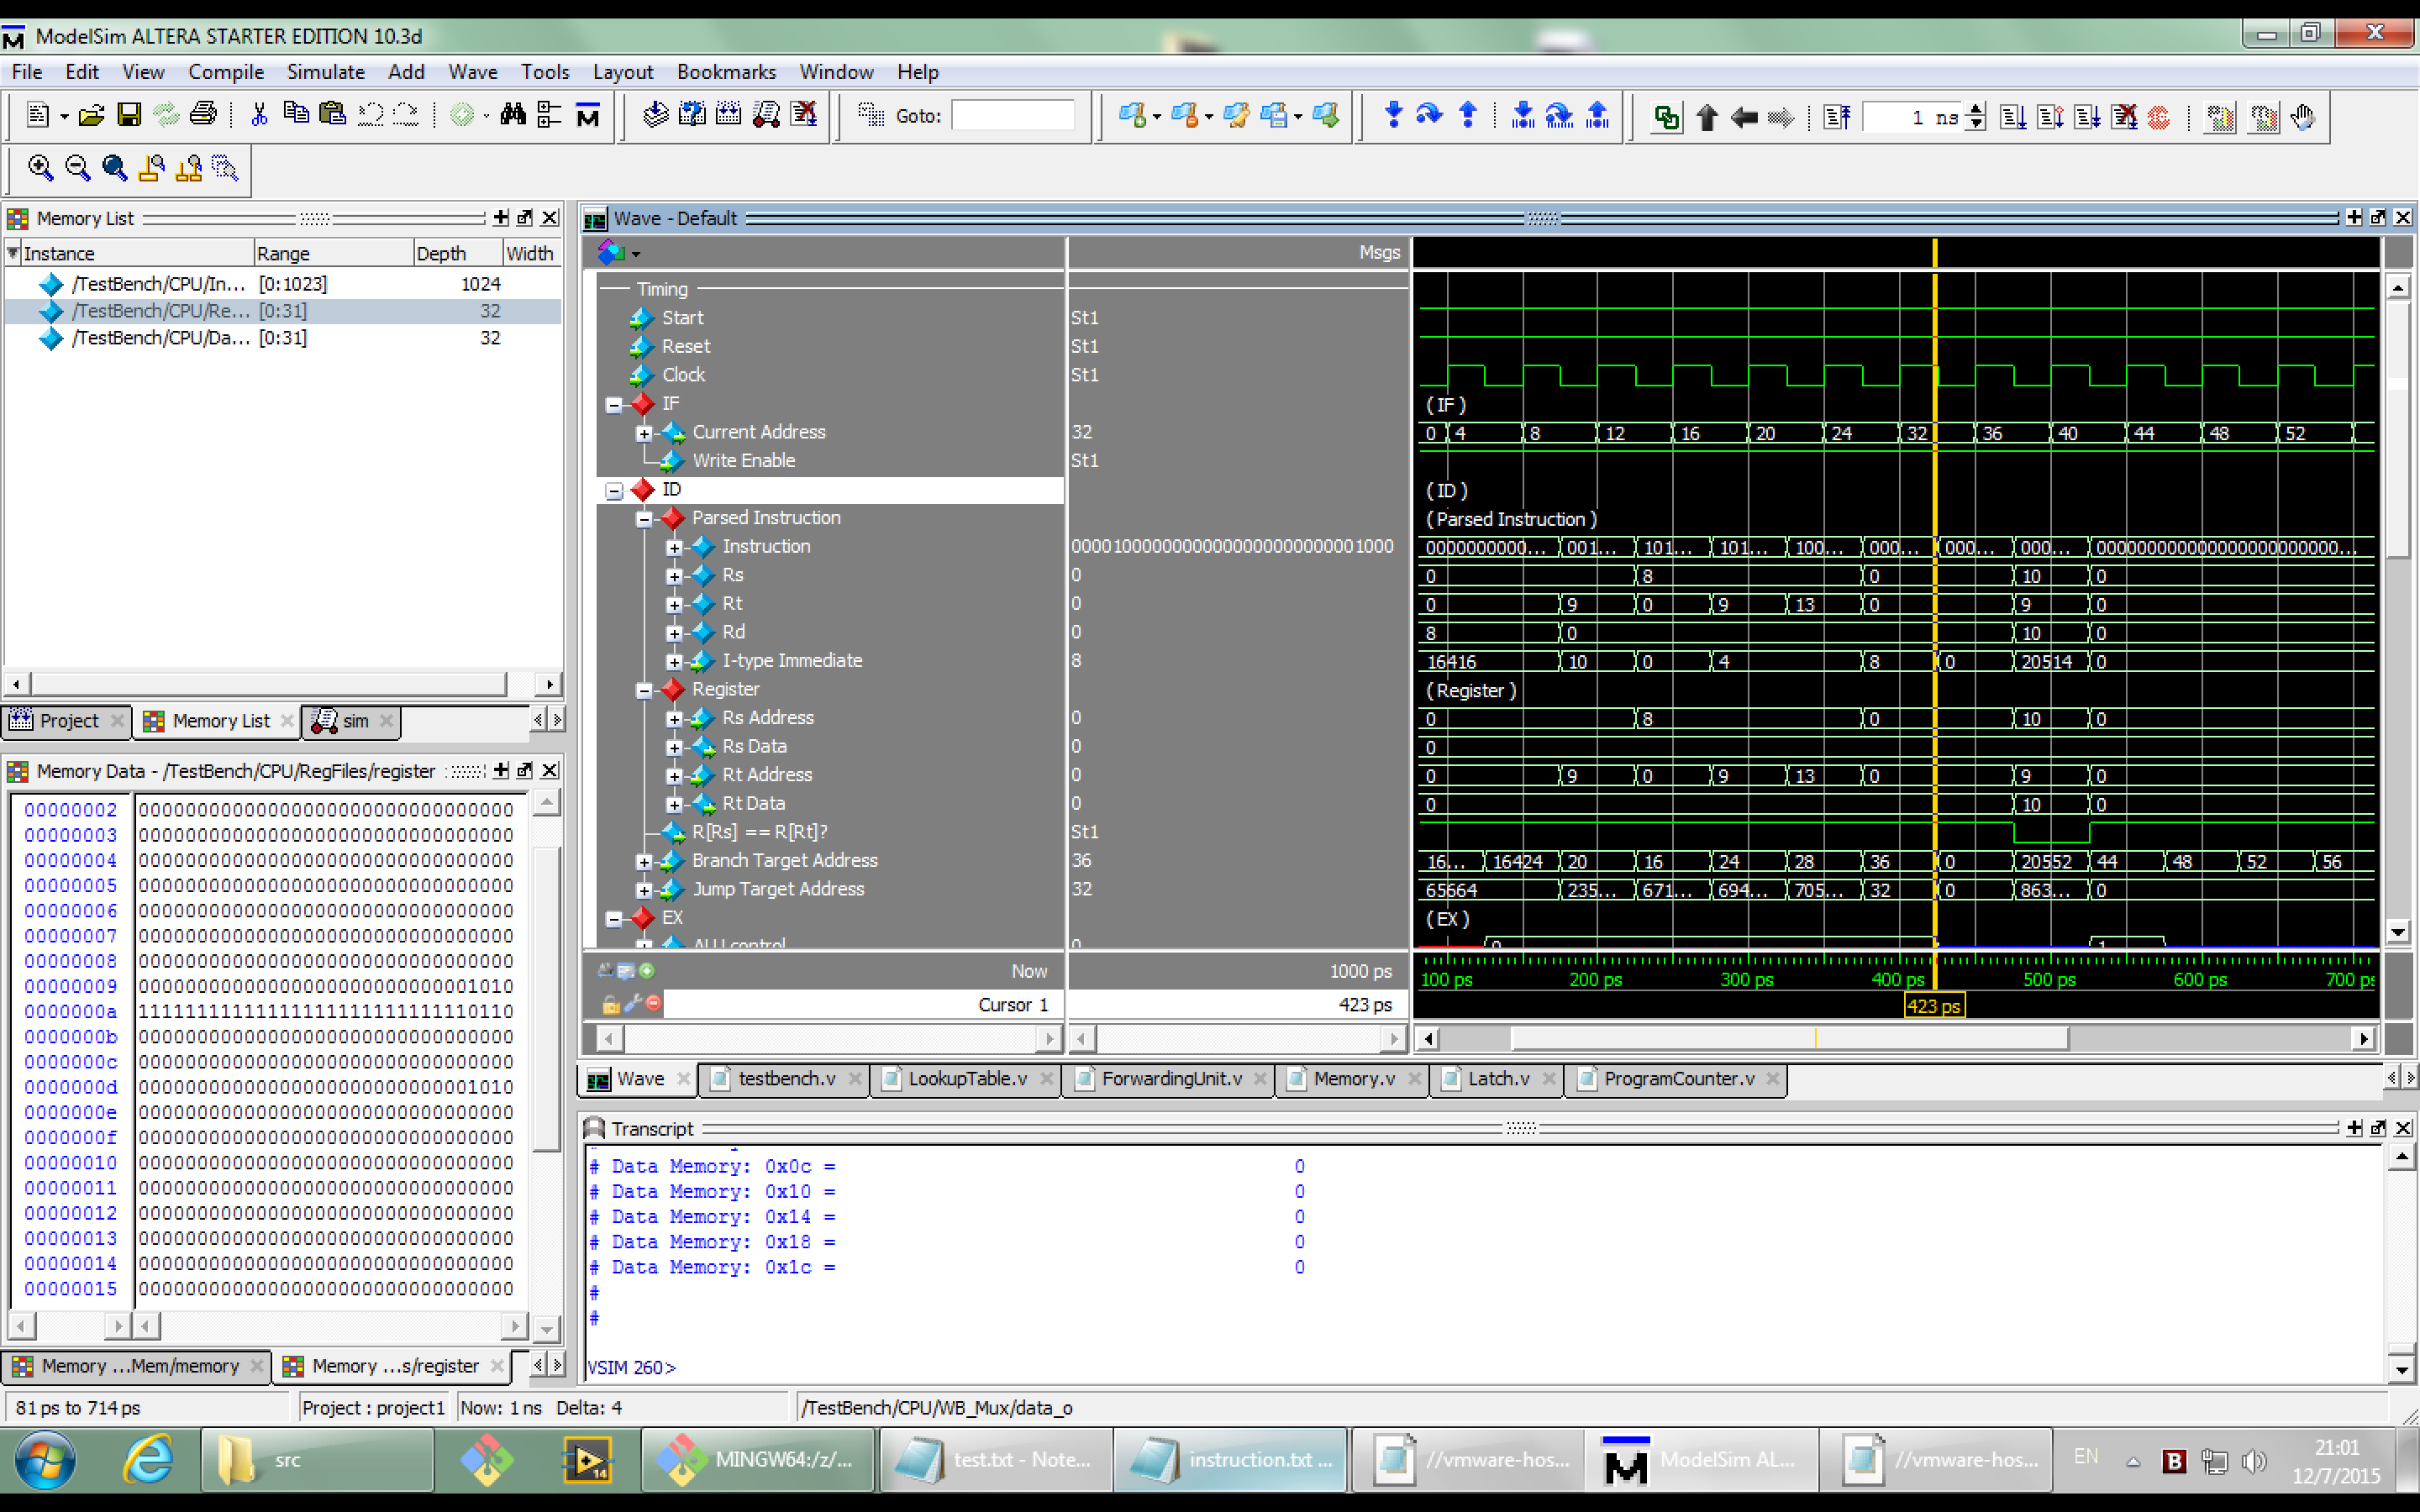 ModelSim ALTERA STARTER EDITION 10.3d
File Edit View Compile Simulate Add Wave Tools Layout Bookmarks Window Help
Goto: 1 ns
Memory List
Instance Range Depth Width
/TestBench/CPU/In... [0:1023] 1024
/TestBench/CPU/Re... [0:31] 32
/TestBench/CPU/Da... [0:31] 32
Project Memory List sim
Memory Data - /TestBench/CPU/RegFiles/register
00000002 00000000000000000000000000000000
00000003 00000000000000000000000000000000
00000004 00000000000000000000000000000000
00000005 00000000000000000000000000000000
00000006 00000000000000000000000000000000
00000007 00000000000000000000000000000000
00000008 00000000000000000000000000000000
00000009 00000000000000000000000000001010
0000000a 11111111111111111111111111110110
0000000b 00000000000000000000000000000000
0000000c 00000000000000000000000000000000
0000000d 00000000000000000000000000001010
0000000e 00000000000000000000000000000000
0000000f 00000000000000000000000000000000
00000010 00000000000000000000000000000000
00000011 00000000000000000000000000000000
00000012 00000000000000000000000000000000
00000013 00000000000000000000000000000000
00000014 00000000000000000000000000000000
00000015 00000000000000000000000000000000
Memory ...Mem/memory Memory ...s/register
Wave - Default
Msgs
Timing
Start St1
Reset St1
Clock St1
IF ( IF )
Current Address 32 0 4 8 12 16 20 24 32 36 40 44 48 52
Write Enable St1
ID ( ID )
Parsed Instruction ( Parsed Instruction )
Instruction 00001000000000000000000000001000 0000000000... 001... 101... 101... 100... 000... 000... 000... 00000000000000000000000...
Rs 0 0 8 0 10 0
Rt 0 0 9 0 9 13 0 9 0
Rd 0 8 0 10 0
I-type Immediate 8 16416 10 0 4 8 0 20514 0
Register ( Register )
Rs Address 0 0 8 0 10 0
Rs Data 0 0
Rt Address 0 0 9 0 9 13 0 9 0
Rt Data 0 0 10 0
R[Rs] == R[Rt]? St1
Branch Target Address 36 16... 16424 20 16 24 28 36 0 20552 44 48 52 56
Jump Target Address 32 65664 235... 671... 694... 705... 32 0 863... 0
EX ( EX )
ALU control 0 0 1
Now 1000 ps 100 ps 200 ps 300 ps 400 ps 500 ps 600 ps 700 ps
Cursor 1 423 ps 423 ps
Wave testbench.v LookupTable.v ForwardingUnit.v Memory.v Latch.v ProgramCounter.v
Transcript
# Data Memory: 0x0c = 0
# Data Memory: 0x10 = 0
# Data Memory: 0x14 = 0
# Data Memory: 0x18 = 0
# Data Memory: 0x1c = 0
#
#
VSIM 260>
81 ps to 714 ps Project : project1 Now: 1 ns Delta: 4 /TestBench/CPU/WB_Mux/data_o
src 14 MINGW64:/z/... test.txt - Note... instruction.txt ... //vmware-hos... ModelSim AL... //vmware-hos... EN B 21:01
12/7/2015